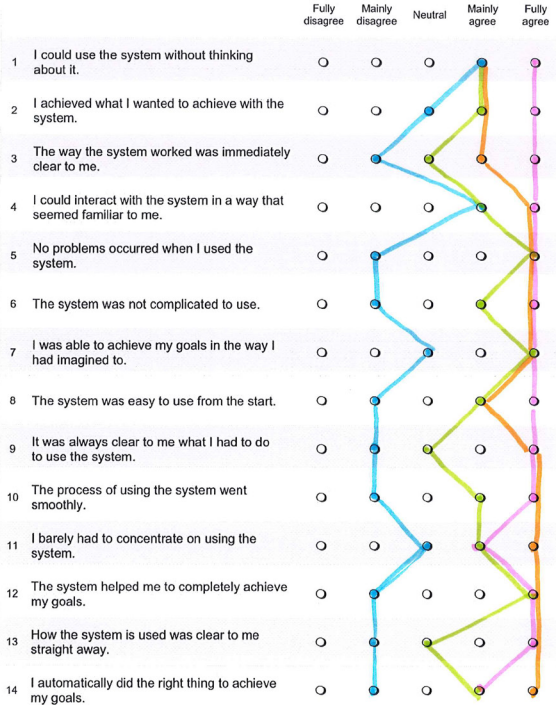 Fully disagree Mainly disagree Neutral Mainly agree Fully agree
1 I could use the system without thinking
about it.
2 I achieved what I wanted to achieve with the
system.
3 The way the system worked was immediately
clear to me.
4 I could interact with the system in a way that
seemed familiar to me.
5 No problems occurred when I used the
system.
6 The system was not complicated to use.
7 I was able to achieve my goals in the way I
had imagined to.
8 The system was easy to use from the start.
9 It was always clear to me what I had to do
to use the system.
10 The process of using the system went
smoothly.
11 I barely had to concentrate on using the
system.
12 The system helped me to completely achieve
my goals.
13 How the system is used was clear to me
straight away.
14 I automatically did the right thing to achieve
my goals.